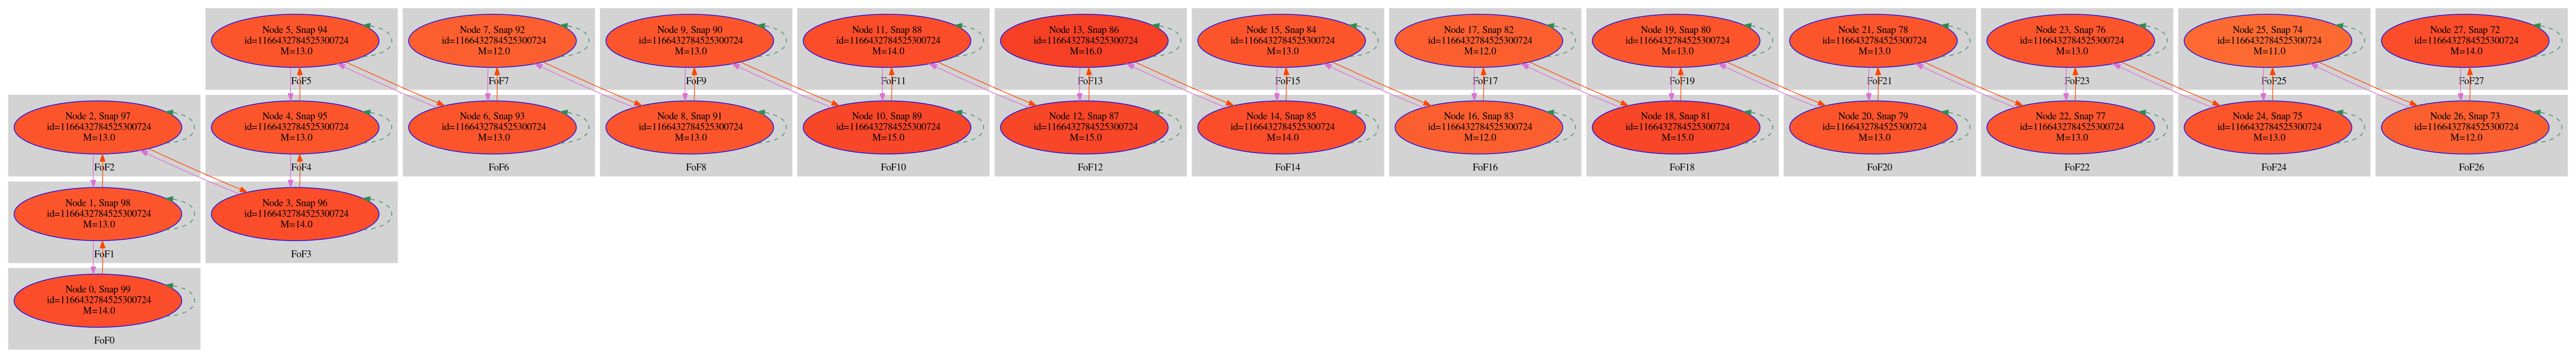 Node 5, Snap 94
id=1166432784525300724
M=13.0
FoF5
Node 7, Snap 92
id=1166432784525300724
M=12.0
FoF7
Node 9, Snap 90
id=1166432784525300724
M=13.0
FoF9
Node 11, Snap 88
id=1166432784525300724
M=14.0
FoF11
Node 13, Snap 86
id=1166432784525300724
M=16.0
FoF13
Node 15, Snap 84
id=1166432784525300724
M=13.0
FoF15
Node 17, Snap 82
id=1166432784525300724
M=12.0
FoF17
Node 19, Snap 80
id=1166432784525300724
M=13.0
FoF19
Node 21, Snap 78
id=1166432784525300724
M=13.0
FoF21
Node 23, Snap 76
id=1166432784525300724
M=13.0
FoF23
Node 25, Snap 74
id=1166432784525300724
M=11.0
FoF25
Node 27, Snap 72
id=1166432784525300724
M=14.0
FoF27
Node 2, Snap 97
id=1166432784525300724
M=13.0
FoF2
Node 4, Snap 95
id=1166432784525300724
M=13.0
FoF4
Node 6, Snap 93
id=1166432784525300724
M=13.0
FoF6
Node 8, Snap 91
id=1166432784525300724
M=13.0
FoF8
Node 10, Snap 89
id=1166432784525300724
M=15.0
FoF10
Node 12, Snap 87
id=1166432784525300724
M=15.0
FoF12
Node 14, Snap 85
id=1166432784525300724
M=14.0
FoF14
Node 16, Snap 83
id=1166432784525300724
M=12.0
FoF16
Node 18, Snap 81
id=1166432784525300724
M=15.0
FoF18
Node 20, Snap 79
id=1166432784525300724
M=13.0
FoF20
Node 22, Snap 77
id=1166432784525300724
M=13.0
FoF22
Node 24, Snap 75
id=1166432784525300724
M=13.0
FoF24
Node 26, Snap 73
id=1166432784525300724
M=12.0
FoF26
Node 1, Snap 98
id=1166432784525300724
M=13.0
FoF1
Node 3, Snap 96
id=1166432784525300724
M=14.0
FoF3
Node 0, Snap 99
id=1166432784525300724
M=14.0
FoF0